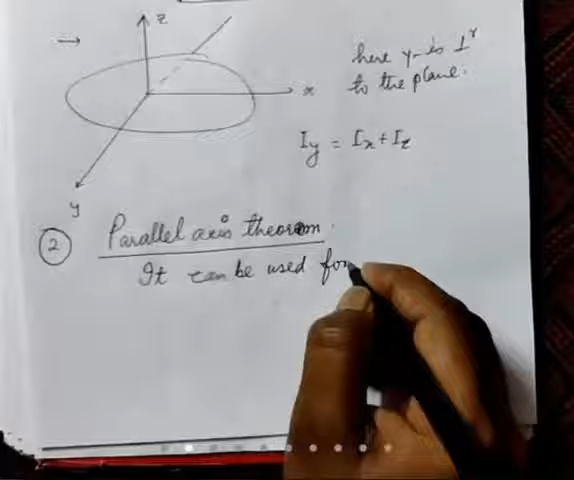 z
→
x
y
here y- is ⊥r
to the plane.
Iy = Ix + Iz
② Parallel axis theorem.
It can be used for